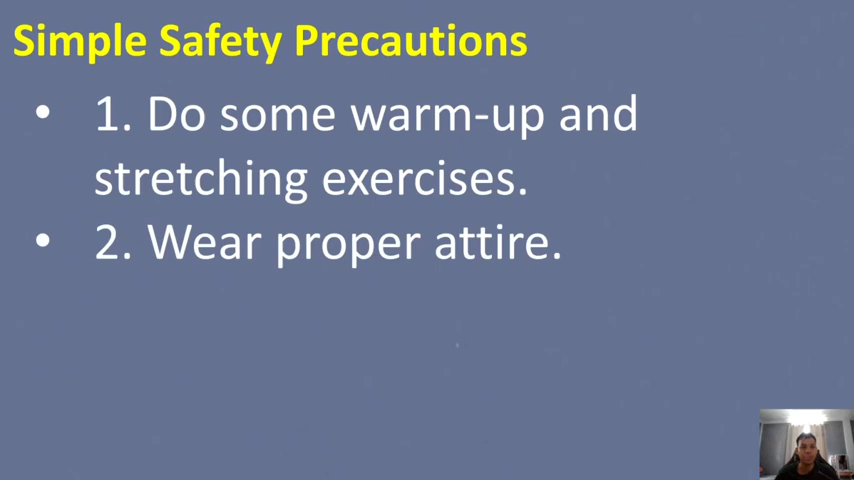 Simple Safety Precautions
• 1. Do some warm-up and
stretching exercises.
• 2. Wear proper attire.